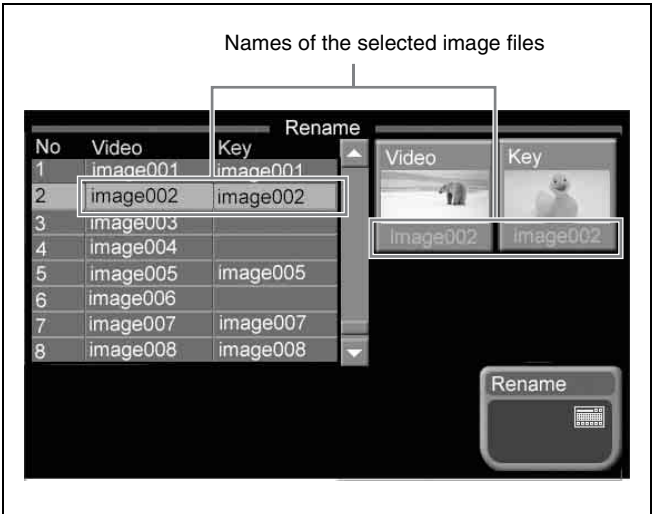 Names of the selected image files
Rename
No Video Key
1 image001 image001
2 image002 image002
3 image003
4 image004
5 image005 image005
6 image006
7 image007 image007
8 image008 image008
Video Key
Image002 image002
Rename